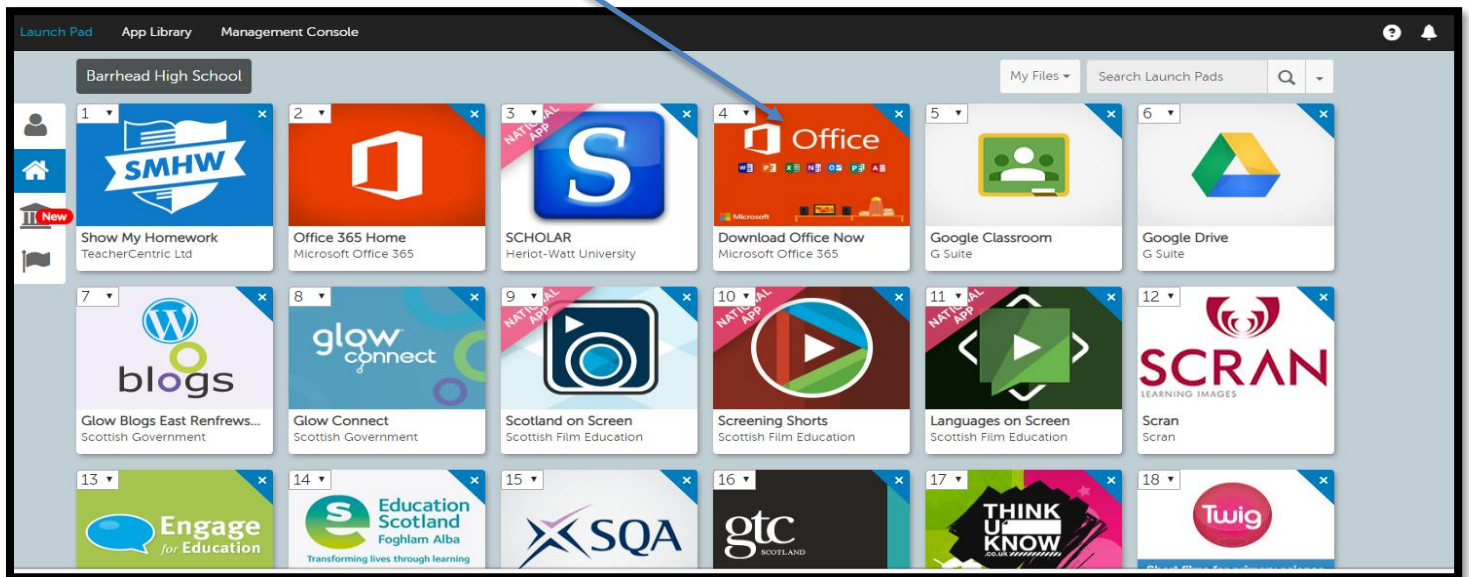 Launch Pad App Library Management Console
Barrhead High School My Files Search Launch Pads
1 2 3 4 5 6
SMHW
S
NATIONAL APP
Office
Microsoft
New
Show My Homework
TeacherCentric Ltd
Office 365 Home
Microsoft Office 365
SCHOLAR
Heriot-Watt University
Download Office Now
Microsoft Office 365
Google Classroom
G Suite
Google Drive
G Suite
7 8 9 10 11 12
blogs
glow
connect
NATIONAL APP
NATIONAL APP
NATIONAL APP
SCRAN
LEARNING IMAGES
Glow Blogs East Renfrews...
Scottish Government
Glow Connect
Scottish Government
Scotland on Screen
Scottish Film Education
Screening Shorts
Scottish Film Education
Languages on Screen
Scottish Film Education
Scran
Scran
13 14 15 16 17 18
Engage
for Education
S
Education
Scotland
Foghlam Alba
Transforming lives through learning
SQA
gtc
SCOTLAND
THINK
U
KNOW
.co.uk
Twig